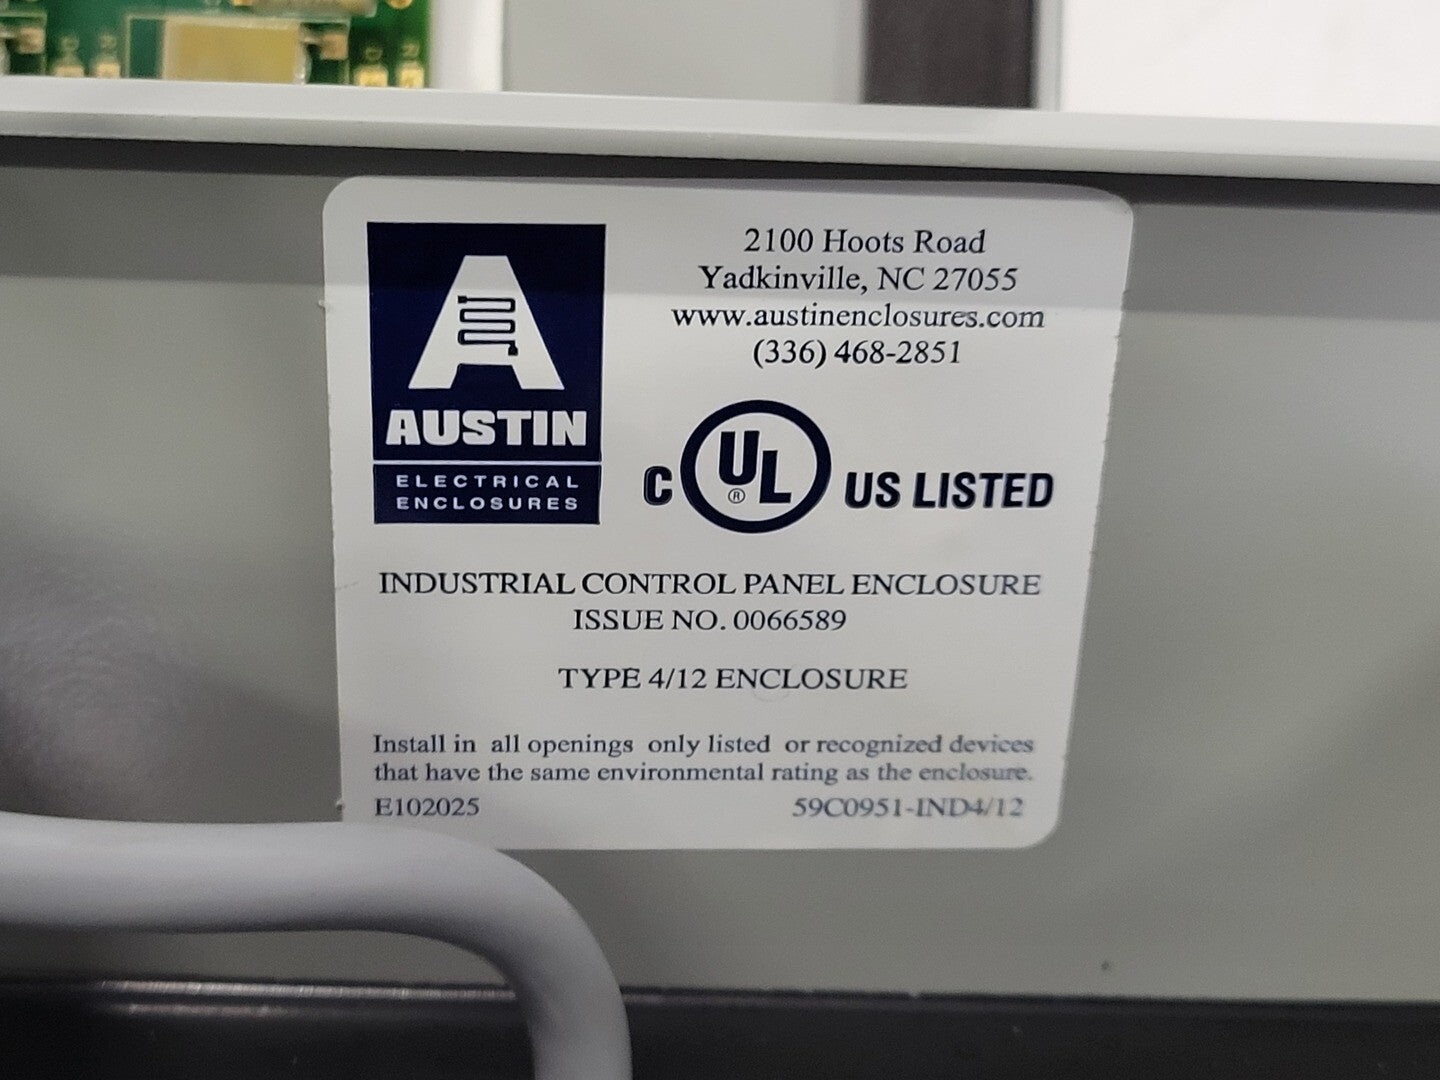 2100 Hoots Road
Yadkinville, NC 27055
www.austinenclosures.com
(336) 468-2851
A
AUSTIN
ELECTRICAL
ENCLOSURES
C UL ® US LISTED
INDUSTRIAL CONTROL PANEL ENCLOSURE
ISSUE NO. 0066589
TYPE 4/12 ENCLOSURE
Install in all openings only listed or recognized devices
that have the same environmental rating as the enclosure.
E102025 59C0951-IND4/12